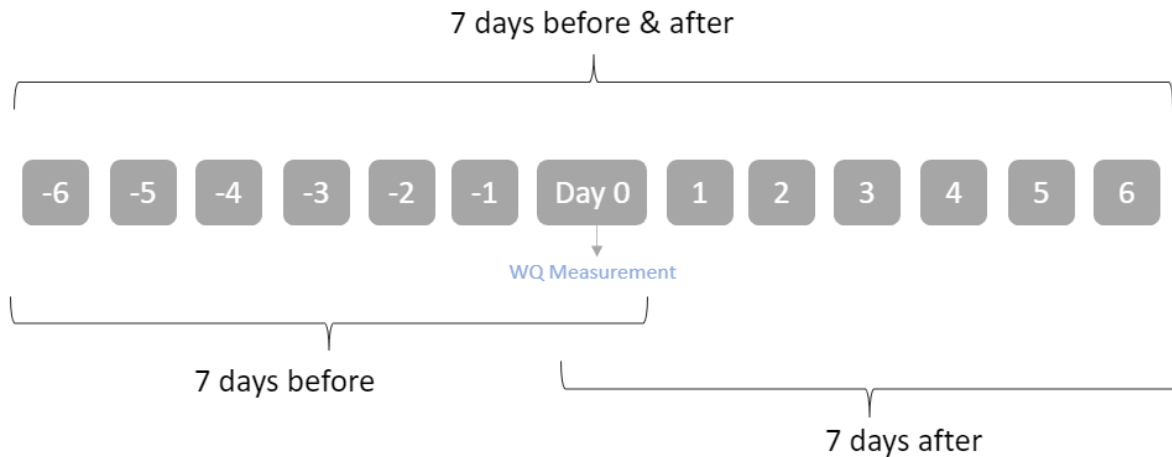 7 days before & after
-6 -5 -4 -3 -2 -1 Day 0 1 2 3 4 5 6
WQ Measurement
7 days before
7 days after